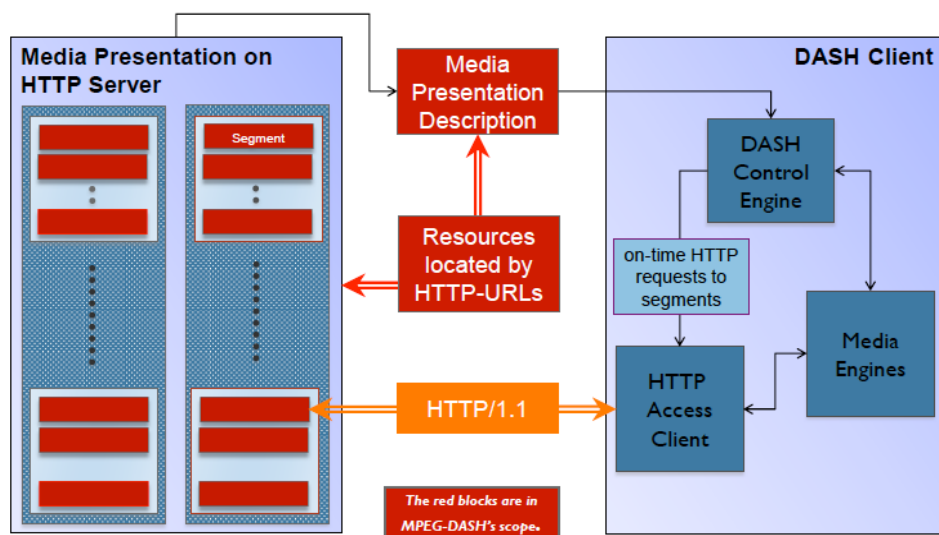 Media Presentation on
HTTP Server
Segment
Media
Presentation
Description
Resources
located by
HTTP-URLs
HTTP/1.1
The red blocks are in
MPEG-DASH's scope.
DASH Client
DASH
Control
Engine
on-time HTTP
requests to
segments
HTTP
Access
Client
Media
Engines